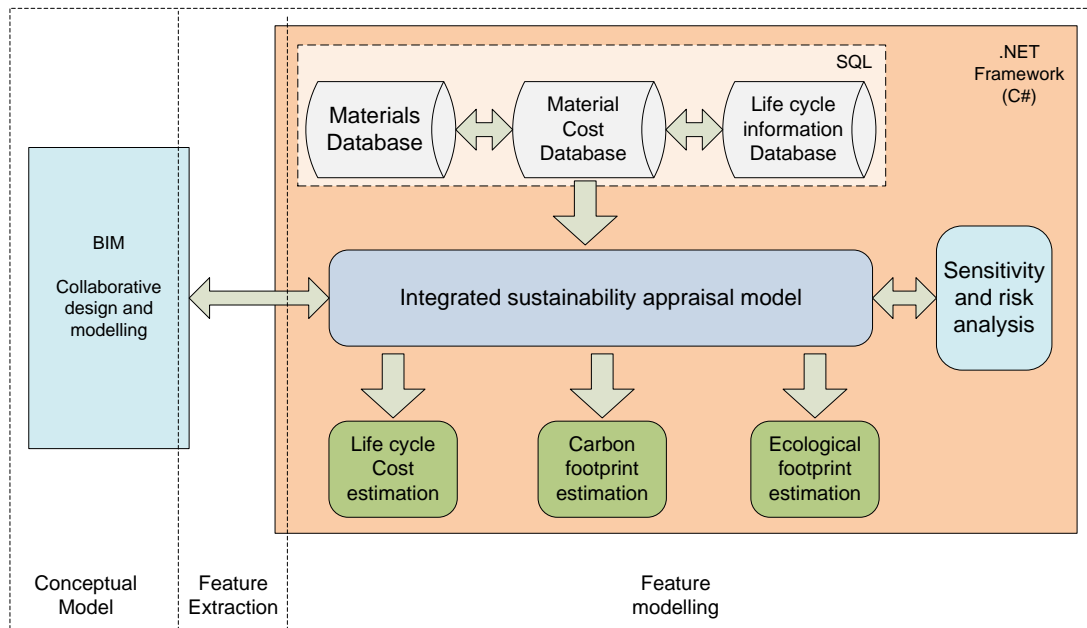 SQL
.NET
Framework
(C#)
Materials
Database
Material
Cost
Database
Life cycle
information
Database
BIM
Collaborative
design and
modelling
Integrated sustainability appraisal model
Sensitivity
and risk
analysis
Life cycle
Cost
estimation
Carbon
footprint
estimation
Ecological
footprint
estimation
Conceptual
Model
Feature
Extraction
Feature
modelling